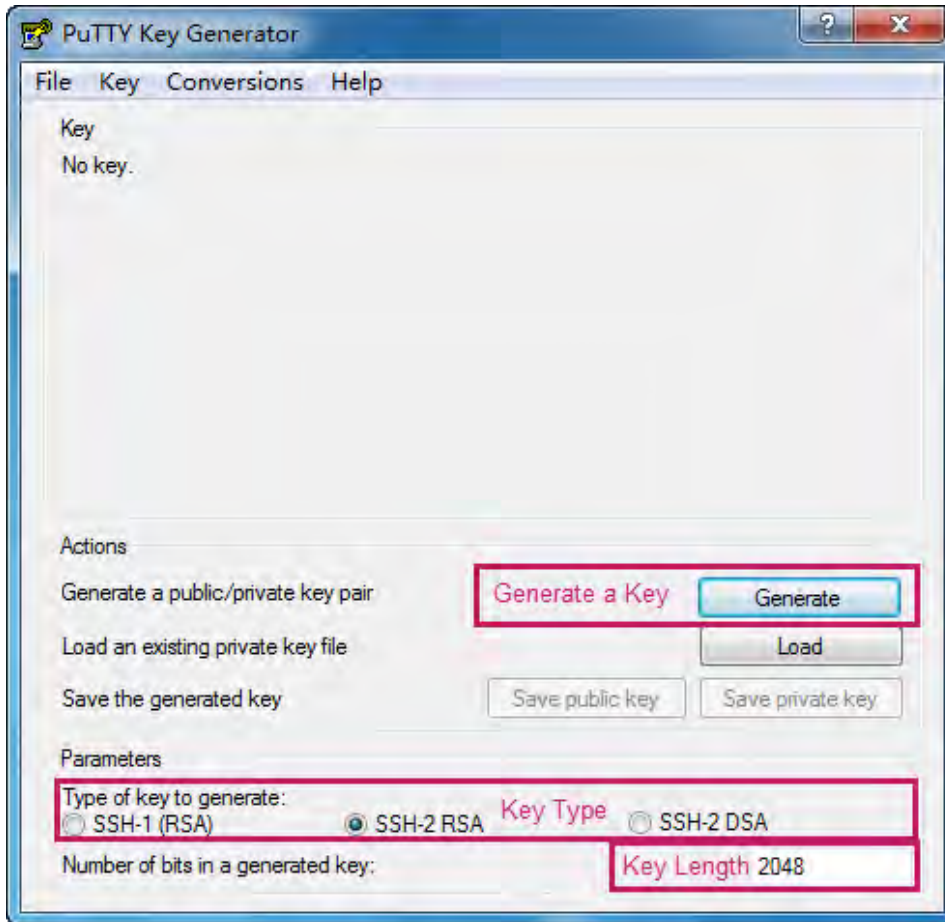 PuTTY Key Generator
File Key Conversions Help
Key
No key.
Actions
Generate a public/private key pair Generate a Key Generate
Load an existing private key file Load
Save the generated key Save public key Save private key
Parameters
Type of key to generate:
SSH-1 (RSA) SSH-2 RSA Key Type SSH-2 DSA
Number of bits in a generated key: Key Length 2048